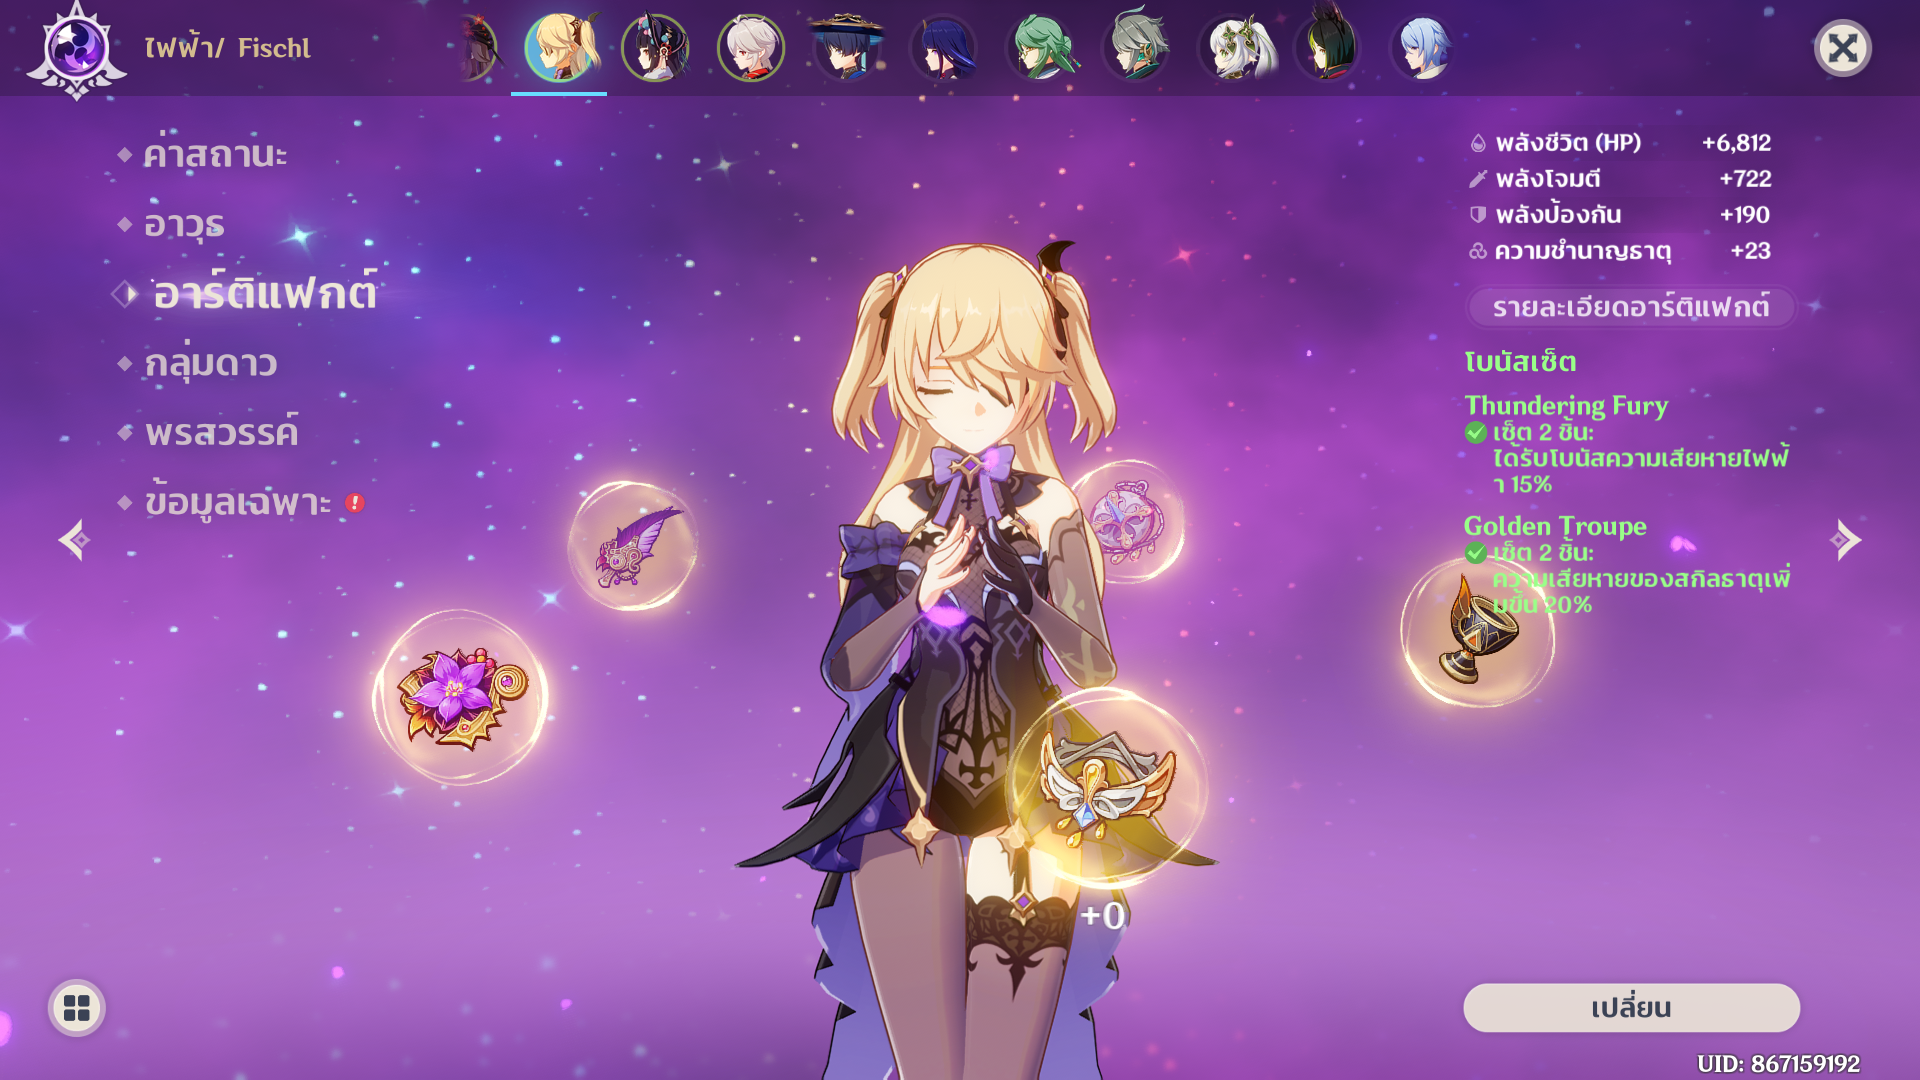 ไฟฟ้า/ Fischl
ค่าสถานะ
อาวุธ
อาร์ติแฟกต์
กลุ่มดาว
พรสวรรค์
ข้อมูลเฉพาะ
พลังชีวิต (HP) +6,812
พลังโจมตี +722
พลังป้องกัน +190
ความชำนาญธาตุ +23
รายละเอียดอาร์ติแฟกต์
โบนัสเซ็ต
Thundering Fury
เซ็ต 2 ชิ้น:
ได้รับโบนัสความเสียหายไฟฟ้
า 15%
Golden Troupe
เซ็ต 2 ชิ้น:
ความเสียหายของสกิลธาตุเพิ่
มขึ้น 20%
+0
เปลี่ยน
UID: 867159192